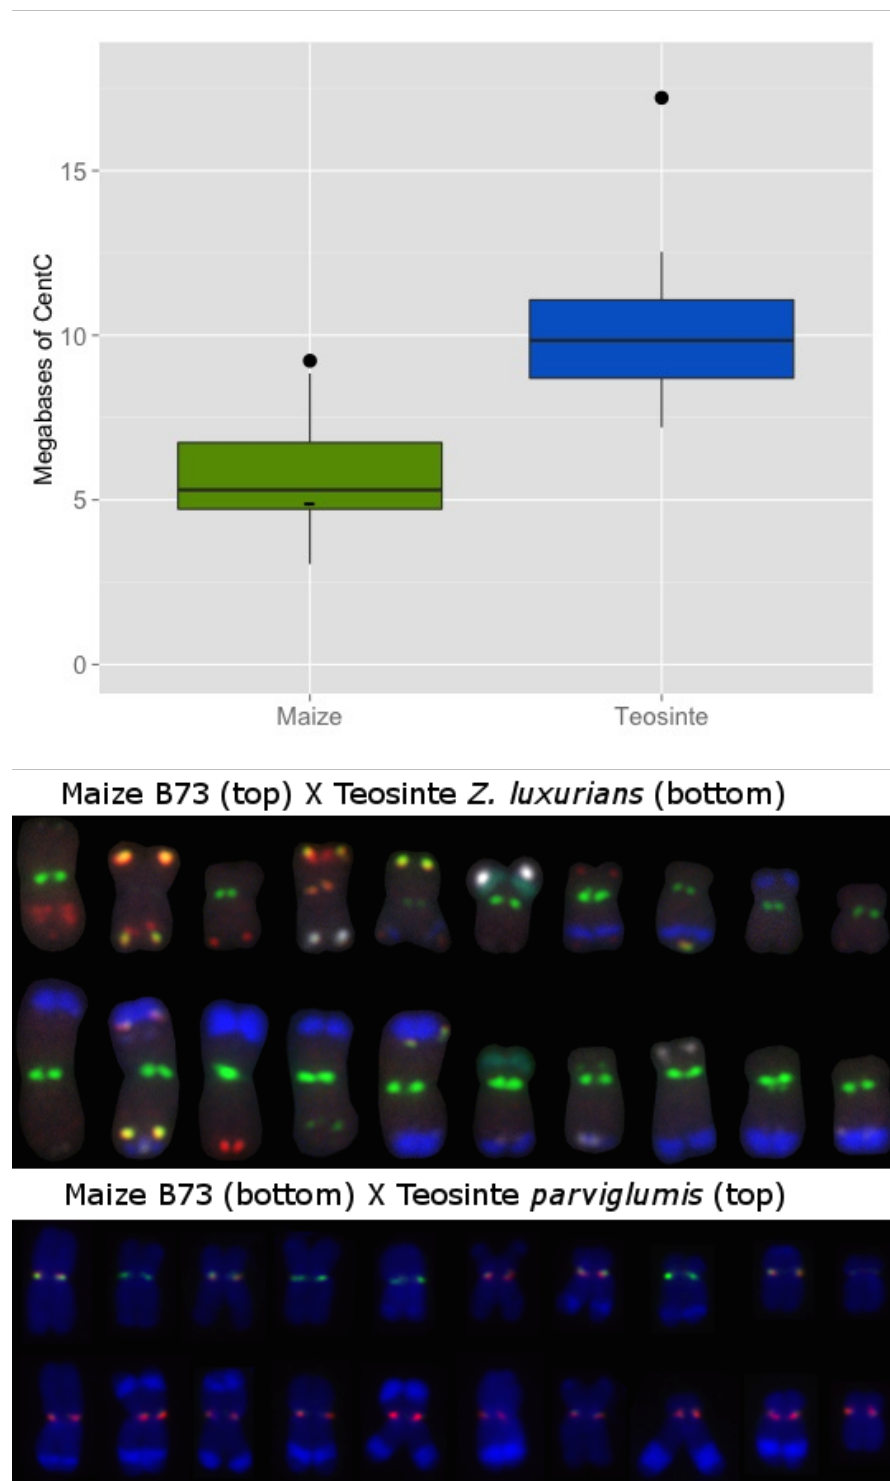 15
10
5
0
Megabases of CentC
Maize
Teosinte
Maize B73 (top) X Teosinte Z. luxurians (bottom)
Maize B73 (bottom) X Teosinte parviglumis (top)